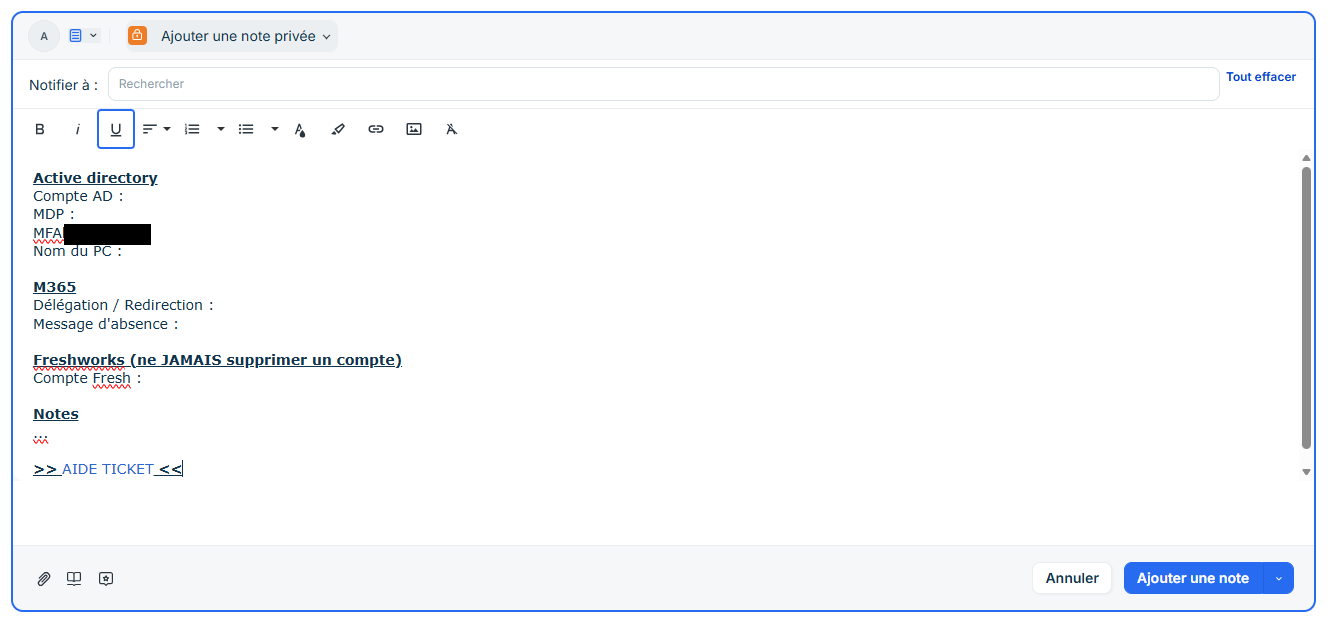 A
Ajouter une note privée
Notifier à :
Rechercher
Tout effacer
B i U
Active directory
Compte AD :
MDP :
MFA
Nom du PC :
M365
Délégation / Redirection :
Message d'absence :
Freshworks (ne JAMAIS supprimer un compte)
Compte Fresh :
Notes
...
>> AIDE TICKET <<
Annuler
Ajouter une note